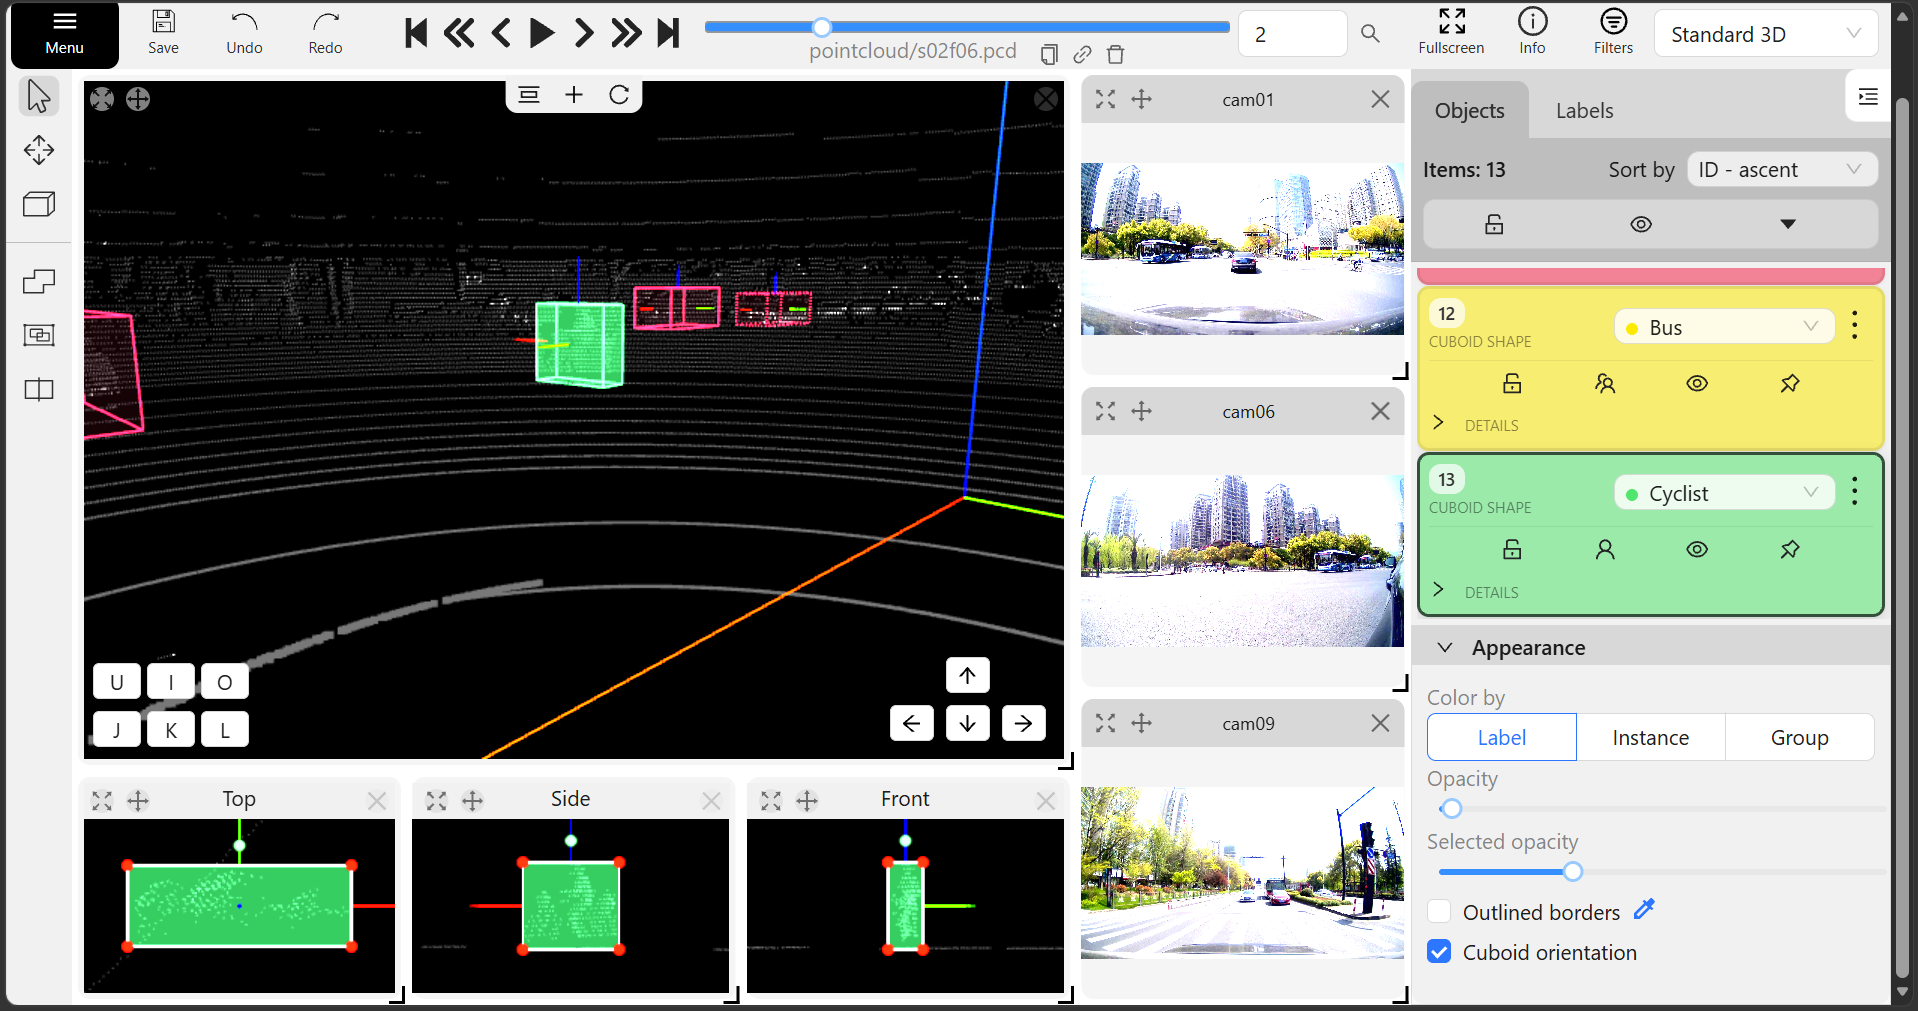 Menu
Save
Undo
Redo
pointcloud/s02f06.pcd
2
Fullscreen
Info
Filters
Standard 3D
cam01
cam06
cam09
U
I
O
J
K
L
Top
Side
Front
Objects
Labels
Items: 13
Sort by
ID - ascent
12
CUBOID SHAPE
Bus
DETAILS
13
CUBOID SHAPE
Cyclist
DETAILS
Appearance
Color by
Label
Instance
Group
Opacity
Selected opacity
Outlined borders
Cuboid orientation